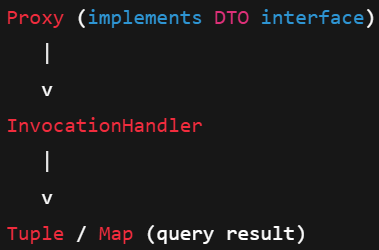 Proxy (implements DTO interface)
|
v
InvocationHandler
|
v
Tuple / Map (query result)